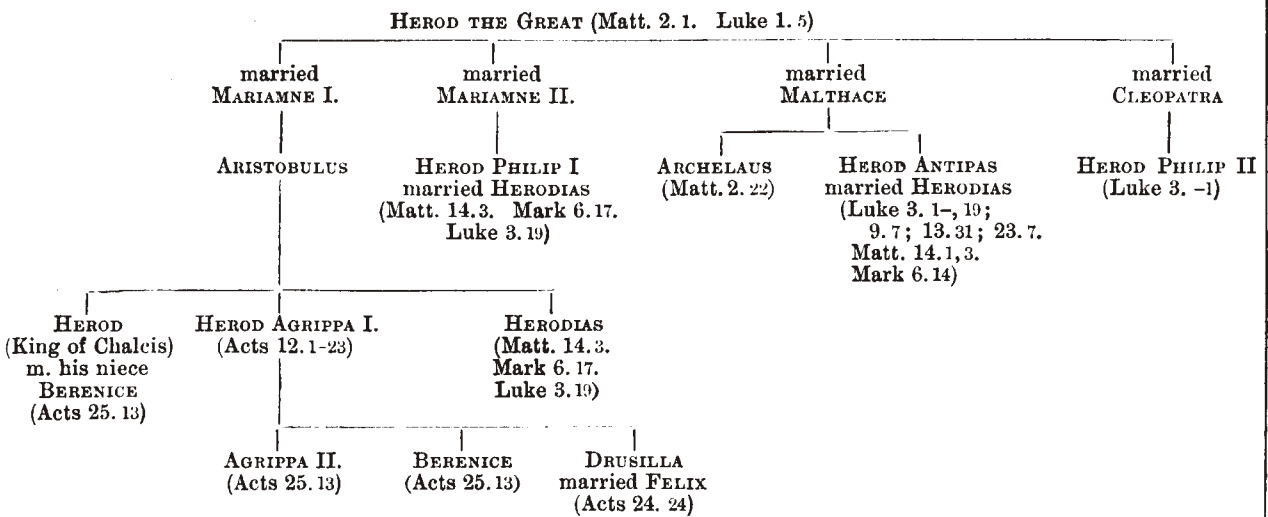 HEROD THE GREAT (Matt. 2. 1. Luke 1. 5)
married
MARIAMNE I.
married
MARIAMNE II.
married
MALTHACE
married
CLEOPATRA
ARISTOBULUS
HEROD PHILIP I
married HERODIAS
(Matt. 14. 3. Mark 6. 17.
Luke 3. 19)
ARCHELAUS
(Matt. 2. 22)
HEROD ANTIPAS
married HERODIAS
(Luke 3. 1–, 19;
9. 7; 13. 31; 23. 7.
Matt. 14. 1, 3.
Mark 6. 14)
HEROD PHILIP II
(Luke 3. –1)
HEROD
(King of Chalcis)
m. his niece
BERENICE
(Acts 25. 13)
HEROD AGRIPPA I.
(Acts 12. 1–23)
HERODIAS
(Matt. 14. 3.
Mark 6. 17.
Luke 3. 19)
AGRIPPA II.
(Acts 25. 13)
BERENICE
(Acts 25. 13)
DRUSILLA
married FELIX
(Acts 24. 24)